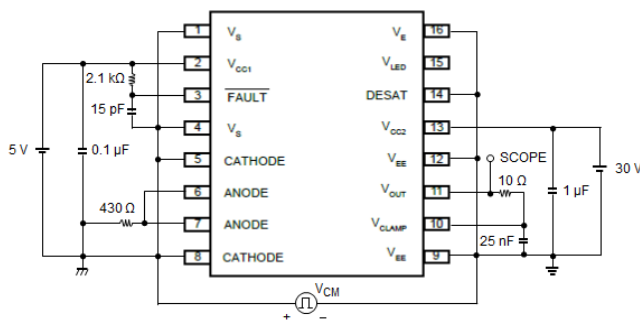 1 V_S V_E 16
2 V_CC1 V_LED 15
3 FAULT DESAT 14
4 V_S V_CC2 13
5 CATHODE V_EE 12
6 ANODE V_OUT 11
7 ANODE V_CLAMP 10
8 CATHODE V_EE 9
2.1 kΩ
15 pF
5 V
0.1 µF
430 Ω
SCOPE
10 Ω
30 V
1 µF
25 nF
V_CM
+ −